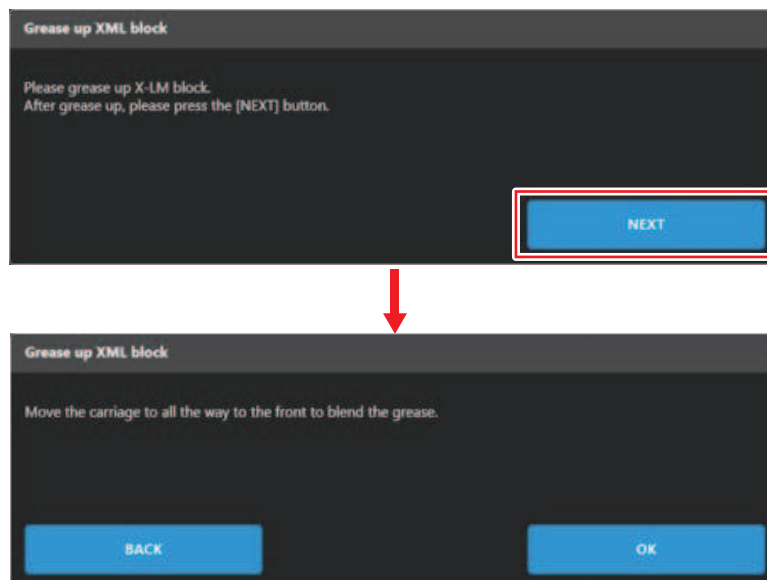 Grease up XML block
Please grease up X-LM block.
After grease up, please press the [NEXT] button.
NEXT
Grease up XML block
Move the carriage to all the way to the front to blend the grease.
BACK
OK